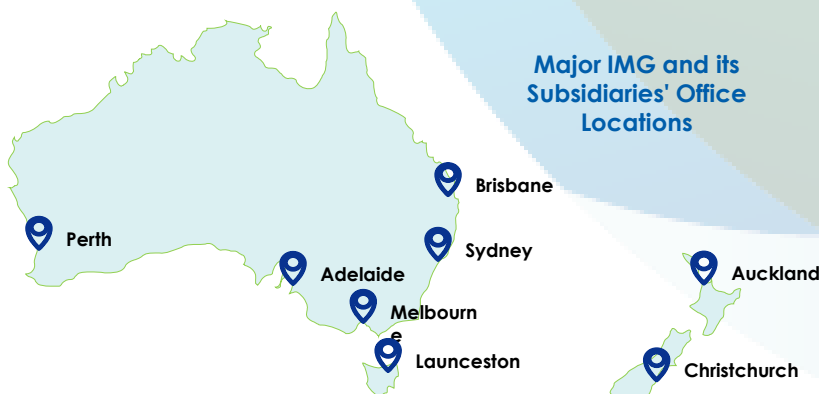 Major IMG and its
Subsidiaries' Office
Locations
Brisbane
Perth
Sydney
Adelaide
Auckland
Melbourn
e
Launceston
Christchurch